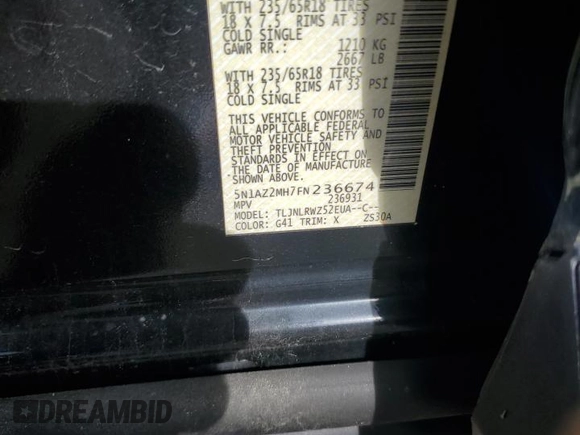 WITH 235/65R18 TIRES
18 X 7.5 RIMS AT 33 PSI
COLD SINGLE
GAWR RR.: 1210 KG
2667 LB
WITH 235/65R18 TIRES
18 X 7.5 RIMS AT 33 PSI
COLD SINGLE
THIS VEHICLE CONFORMS TO
ALL APPLICABLE FEDERAL
MOTOR VEHICLE SAFETY AND
THEFT PREVENTION
STANDARDS IN EFFECT ON
THE DATE OF MANUFACTURE
SHOWN ABOVE.
5N1AZ2MH7FN236674
MPV 236931
TLJNLRWZ52EUA--C--
COLOR: G41 TRIM: X ZS30A
DREAMBID